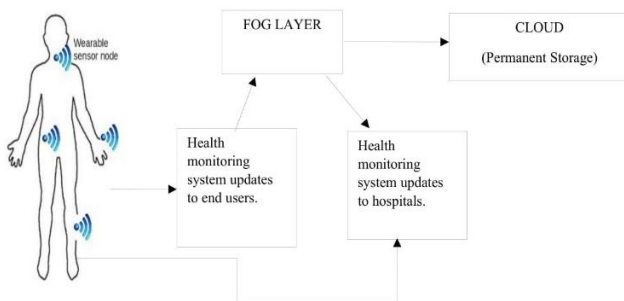 Wearable
sensor node
FOG LAYER
CLOUD
(Permanent Storage)
Health
monitoring
system updates
to end users.
Health
monitoring
system updates
to hospitals.